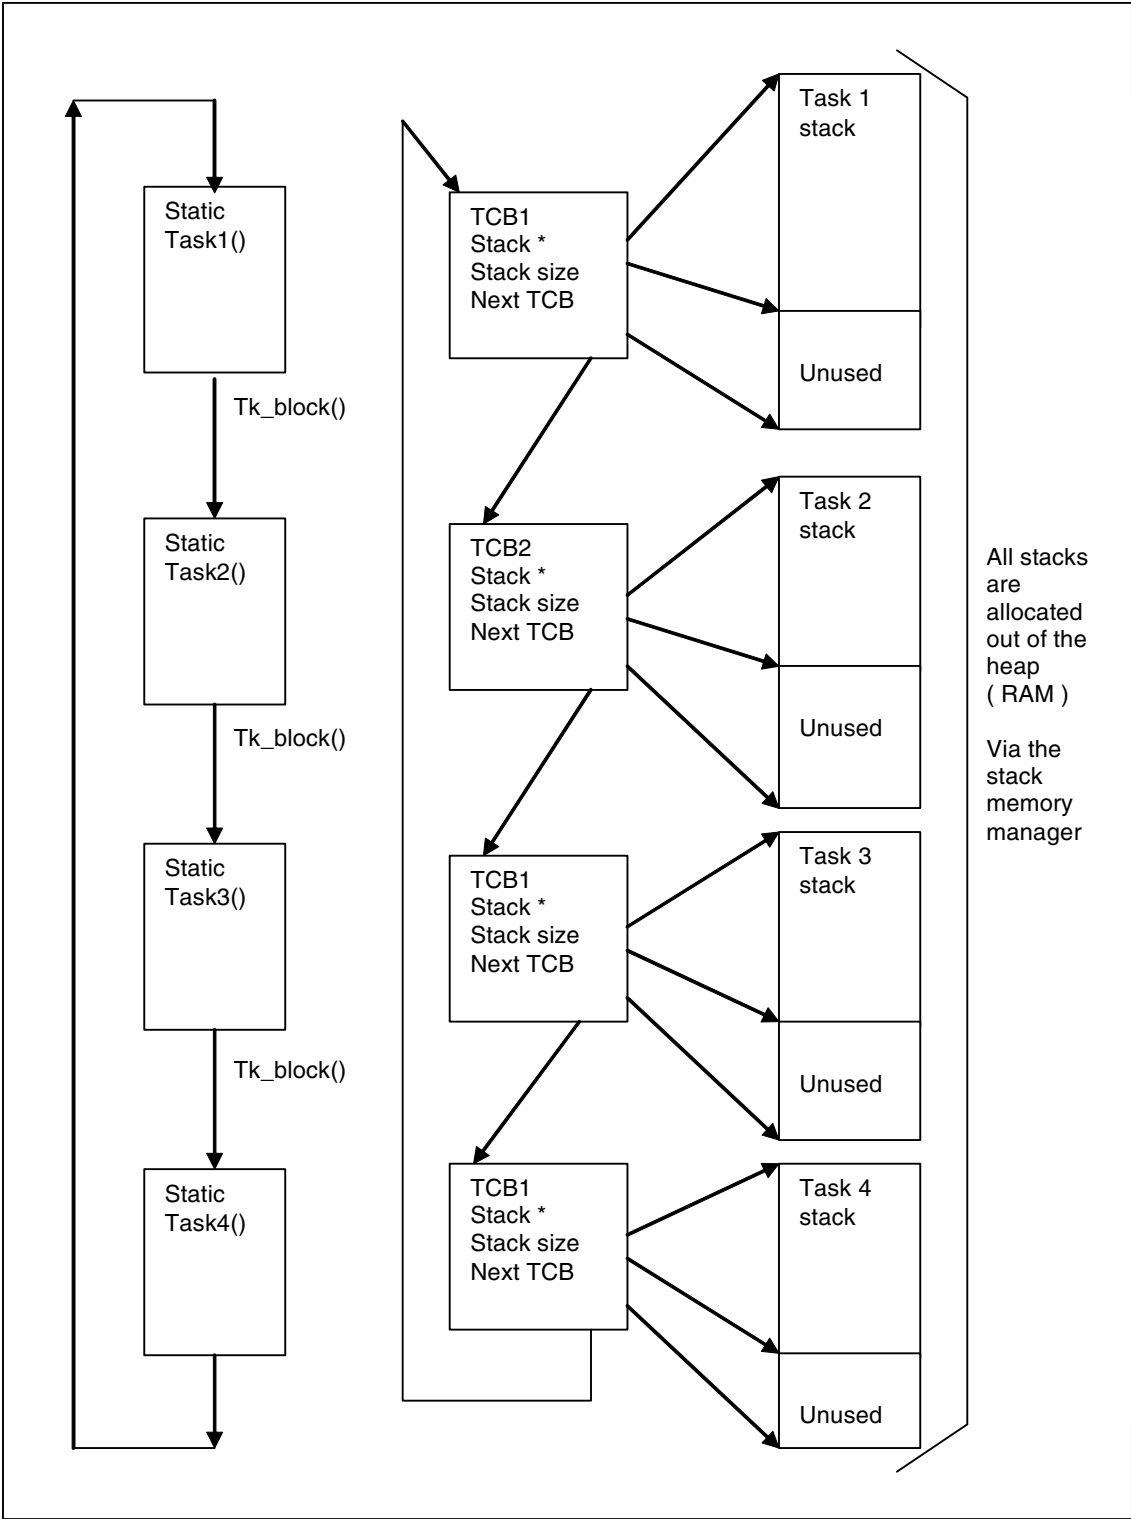 Static
Task1()
Tk_block()
Static
Task2()
Tk_block()
Static
Task3()
Tk_block()
Static
Task4()
TCB1
Stack *
Stack size
Next TCB
TCB2
Stack *
Stack size
Next TCB
TCB1
Stack *
Stack size
Next TCB
TCB1
Stack *
Stack size
Next TCB
Task 1
stack
Unused
Task 2
stack
Unused
Task 3
stack
Unused
Task 4
stack
Unused
All stacks
are
allocated
out of the
heap
( RAM )
Via the
stack
memory
manager